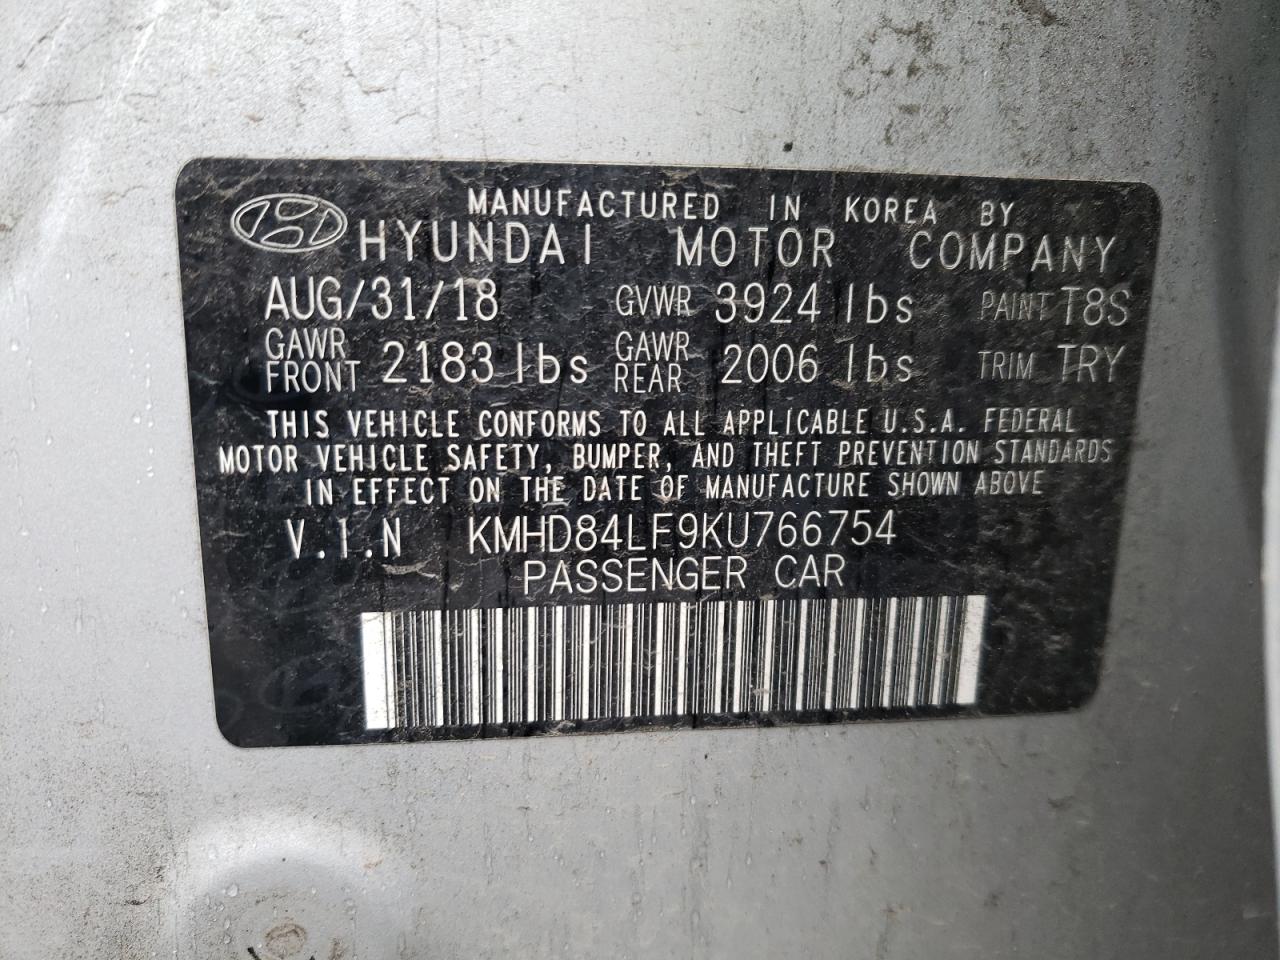 MANUFACTURED IN KOREA BY
HYUNDAI MOTOR COMPANY
AUG/31/18 GVWR 3924 lbs PAINT T8S
GAWR FRONT 2183 lbs GAWR REAR 2006 lbs TRIM TRY
THIS VEHICLE CONFORMS TO ALL APPLICABLE U.S.A. FEDERAL
MOTOR VEHICLE SAFETY, BUMPER, AND THEFT PREVENTION STANDARDS
IN EFFECT ON THE DATE OF MANUFACTURE SHOWN ABOVE
V.I.N KMHD84LF9KU766754
PASSENGER CAR